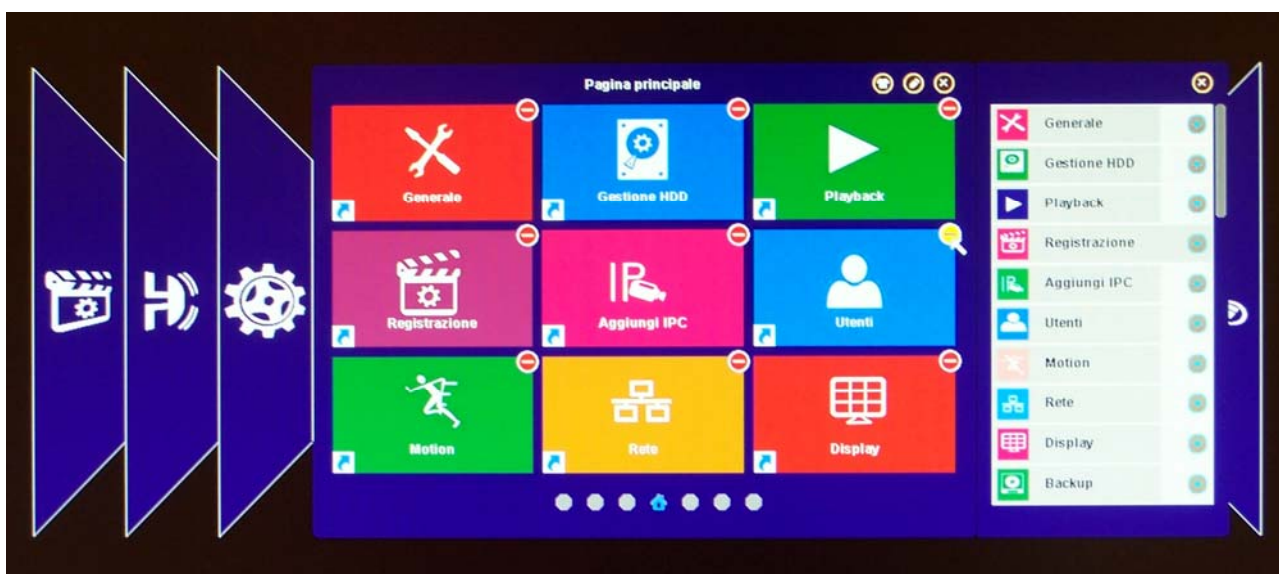 Pagina principale
Generale
Gestione HDD
Playback
Registrazione
Aggiungi IPC
Utenti
Motion
Rete
Display
Generale
Gestione HDD
Playback
Registrazione
Aggiungi IPC
Utenti
Motion
Rete
Display
Backup